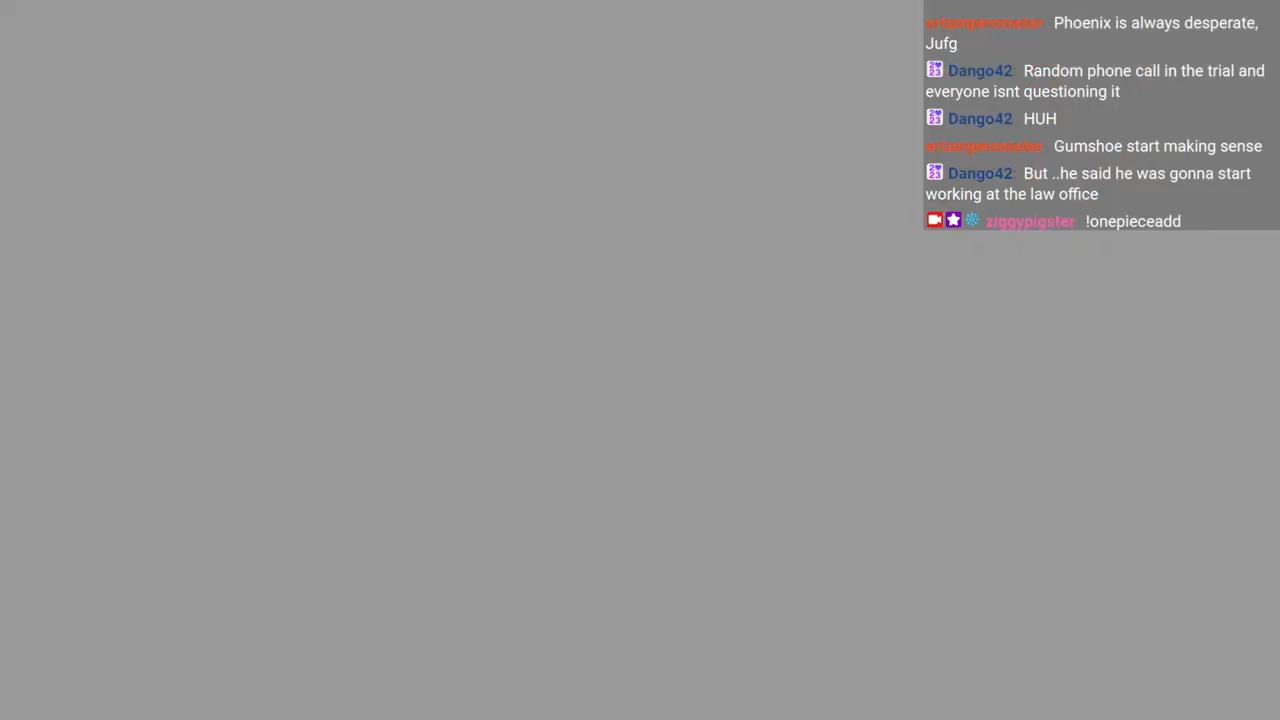 Phoenix is always desperate,
Jufg
Dango42: Random phone call in the trial and
everyone isnt questioning it
Dango42: HUH
Gumshoe start making sense
Dango42: But ..he said he was gonna start
working at the law office
ziggypigster !onepieceadd